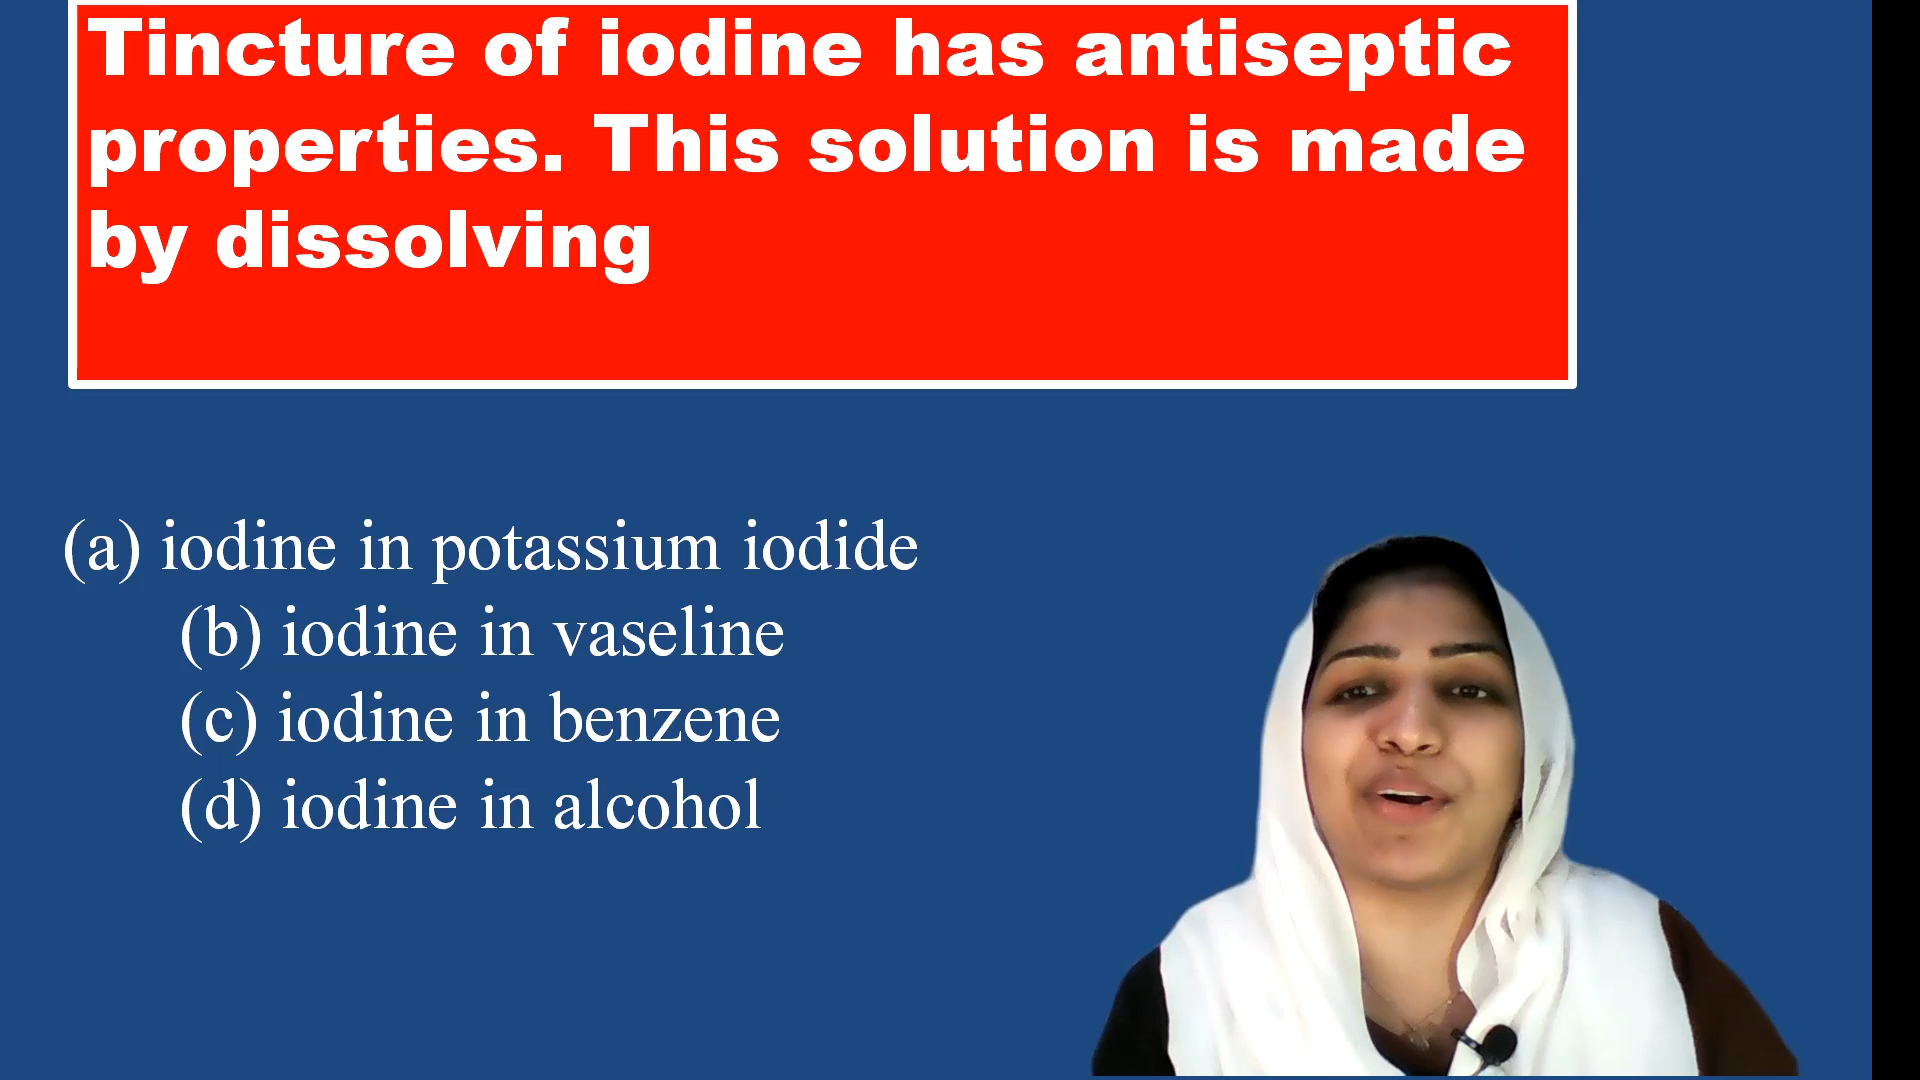 Tincture of iodine has antiseptic
properties. This solution is made
by dissolving
(a) iodine in potassium iodide
(b) iodine in vaseline
(c) iodine in benzene
(d) iodine in alcohol